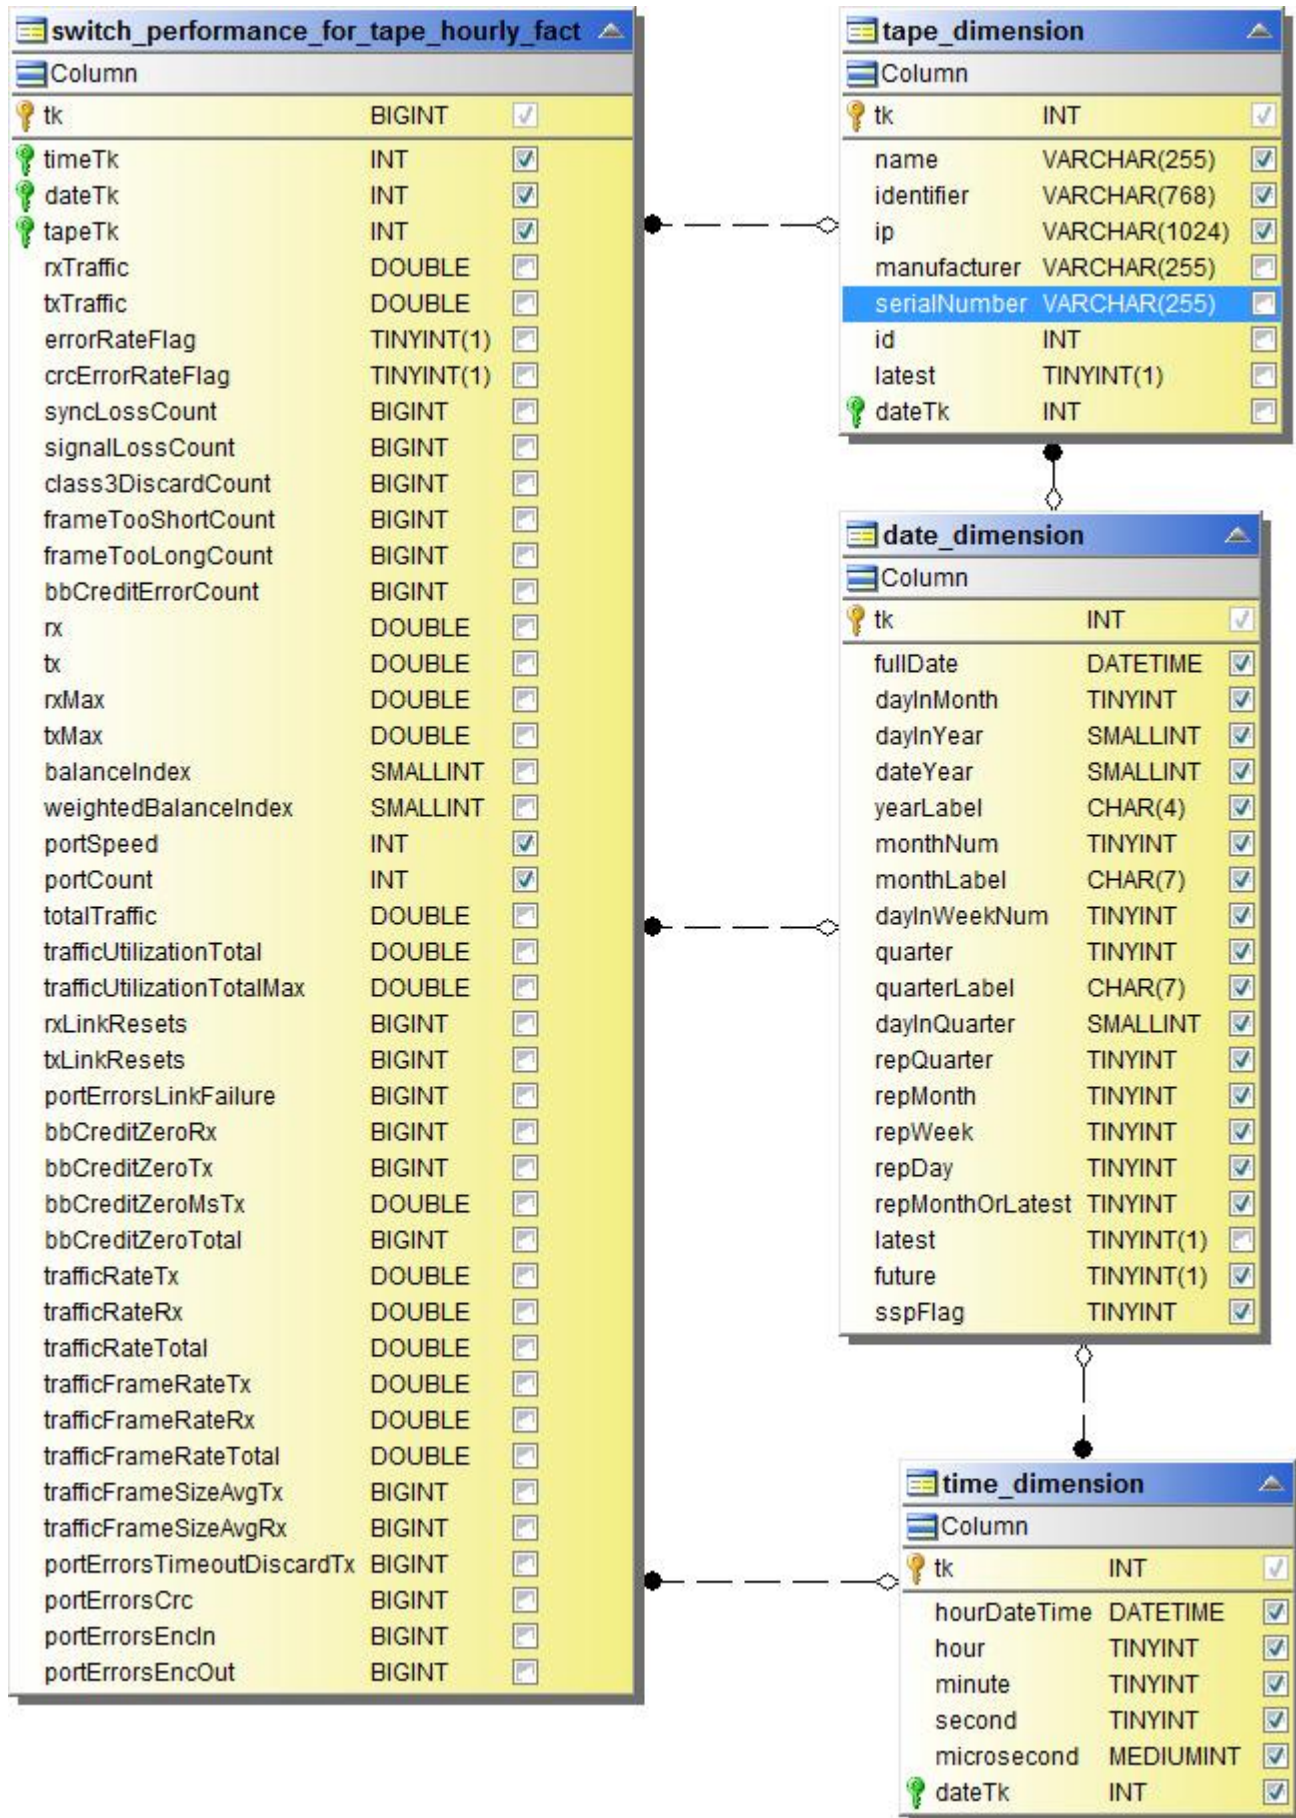 switch_performance_for_tape_hourly_fact
Column
tk BIGINT
timeTk INT
dateTk INT
tapeTk INT
rxTraffic DOUBLE
txTraffic DOUBLE
errorRateFlag TINYINT(1)
crcErrorRateFlag TINYINT(1)
syncLossCount BIGINT
signalLossCount BIGINT
class3DiscardCount BIGINT
frameTooShortCount BIGINT
frameTooLongCount BIGINT
bbCreditErrorCount BIGINT
rx DOUBLE
tx DOUBLE
rxMax DOUBLE
txMax DOUBLE
balanceIndex SMALLINT
weightedBalanceIndex SMALLINT
portSpeed INT
portCount INT
totalTraffic DOUBLE
trafficUtilizationTotal DOUBLE
trafficUtilizationTotalMax DOUBLE
rxLinkResets BIGINT
txLinkResets BIGINT
portErrorsLinkFailure BIGINT
bbCreditZeroRx BIGINT
bbCreditZeroTx BIGINT
bbCreditZeroMsTx DOUBLE
bbCreditZeroTotal BIGINT
trafficRateTx DOUBLE
trafficRateRx DOUBLE
trafficRateTotal DOUBLE
trafficFrameRateTx DOUBLE
trafficFrameRateRx DOUBLE
trafficFrameRateTotal DOUBLE
trafficFrameSizeAvgTx BIGINT
trafficFrameSizeAvgRx BIGINT
portErrorsTimeoutDiscardTx BIGINT
portErrorsCrc BIGINT
portErrorsEncIn BIGINT
portErrorsEncOut BIGINT
tape_dimension
Column
tk INT
name VARCHAR(255)
identifier VARCHAR(768)
ip VARCHAR(1024)
manufacturer VARCHAR(255)
serialNumber VARCHAR(255)
id INT
latest TINYINT(1)
dateTk INT
date_dimension
Column
tk INT
fullDate DATETIME
dayInMonth TINYINT
dayInYear SMALLINT
dateYear SMALLINT
yearLabel CHAR(4)
monthNum TINYINT
monthLabel CHAR(7)
dayInWeekNum TINYINT
quarter TINYINT
quarterLabel CHAR(7)
dayInQuarter SMALLINT
repQuarter TINYINT
repMonth TINYINT
repWeek TINYINT
repDay TINYINT
repMonthOrLatest TINYINT
latest TINYINT(1)
future TINYINT(1)
sspFlag TINYINT
time_dimension
Column
tk INT
hourDateTime DATETIME
hour TINYINT
minute TINYINT
second TINYINT
microsecond MEDIUMINT
dateTk INT